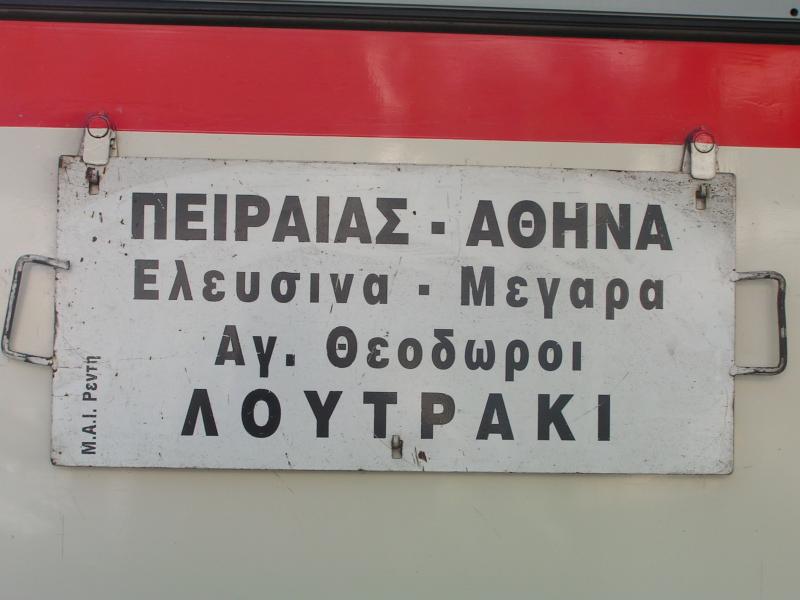 ΠΕΙΡΑΙΑΣ - ΑΘΗΝΑ
Ελευσινα - Μεγαρα
Αγ. Θεοδωροι
ΛΟΥΤΡΑΚΙ
Μ.Α.Ι. Ρεντη